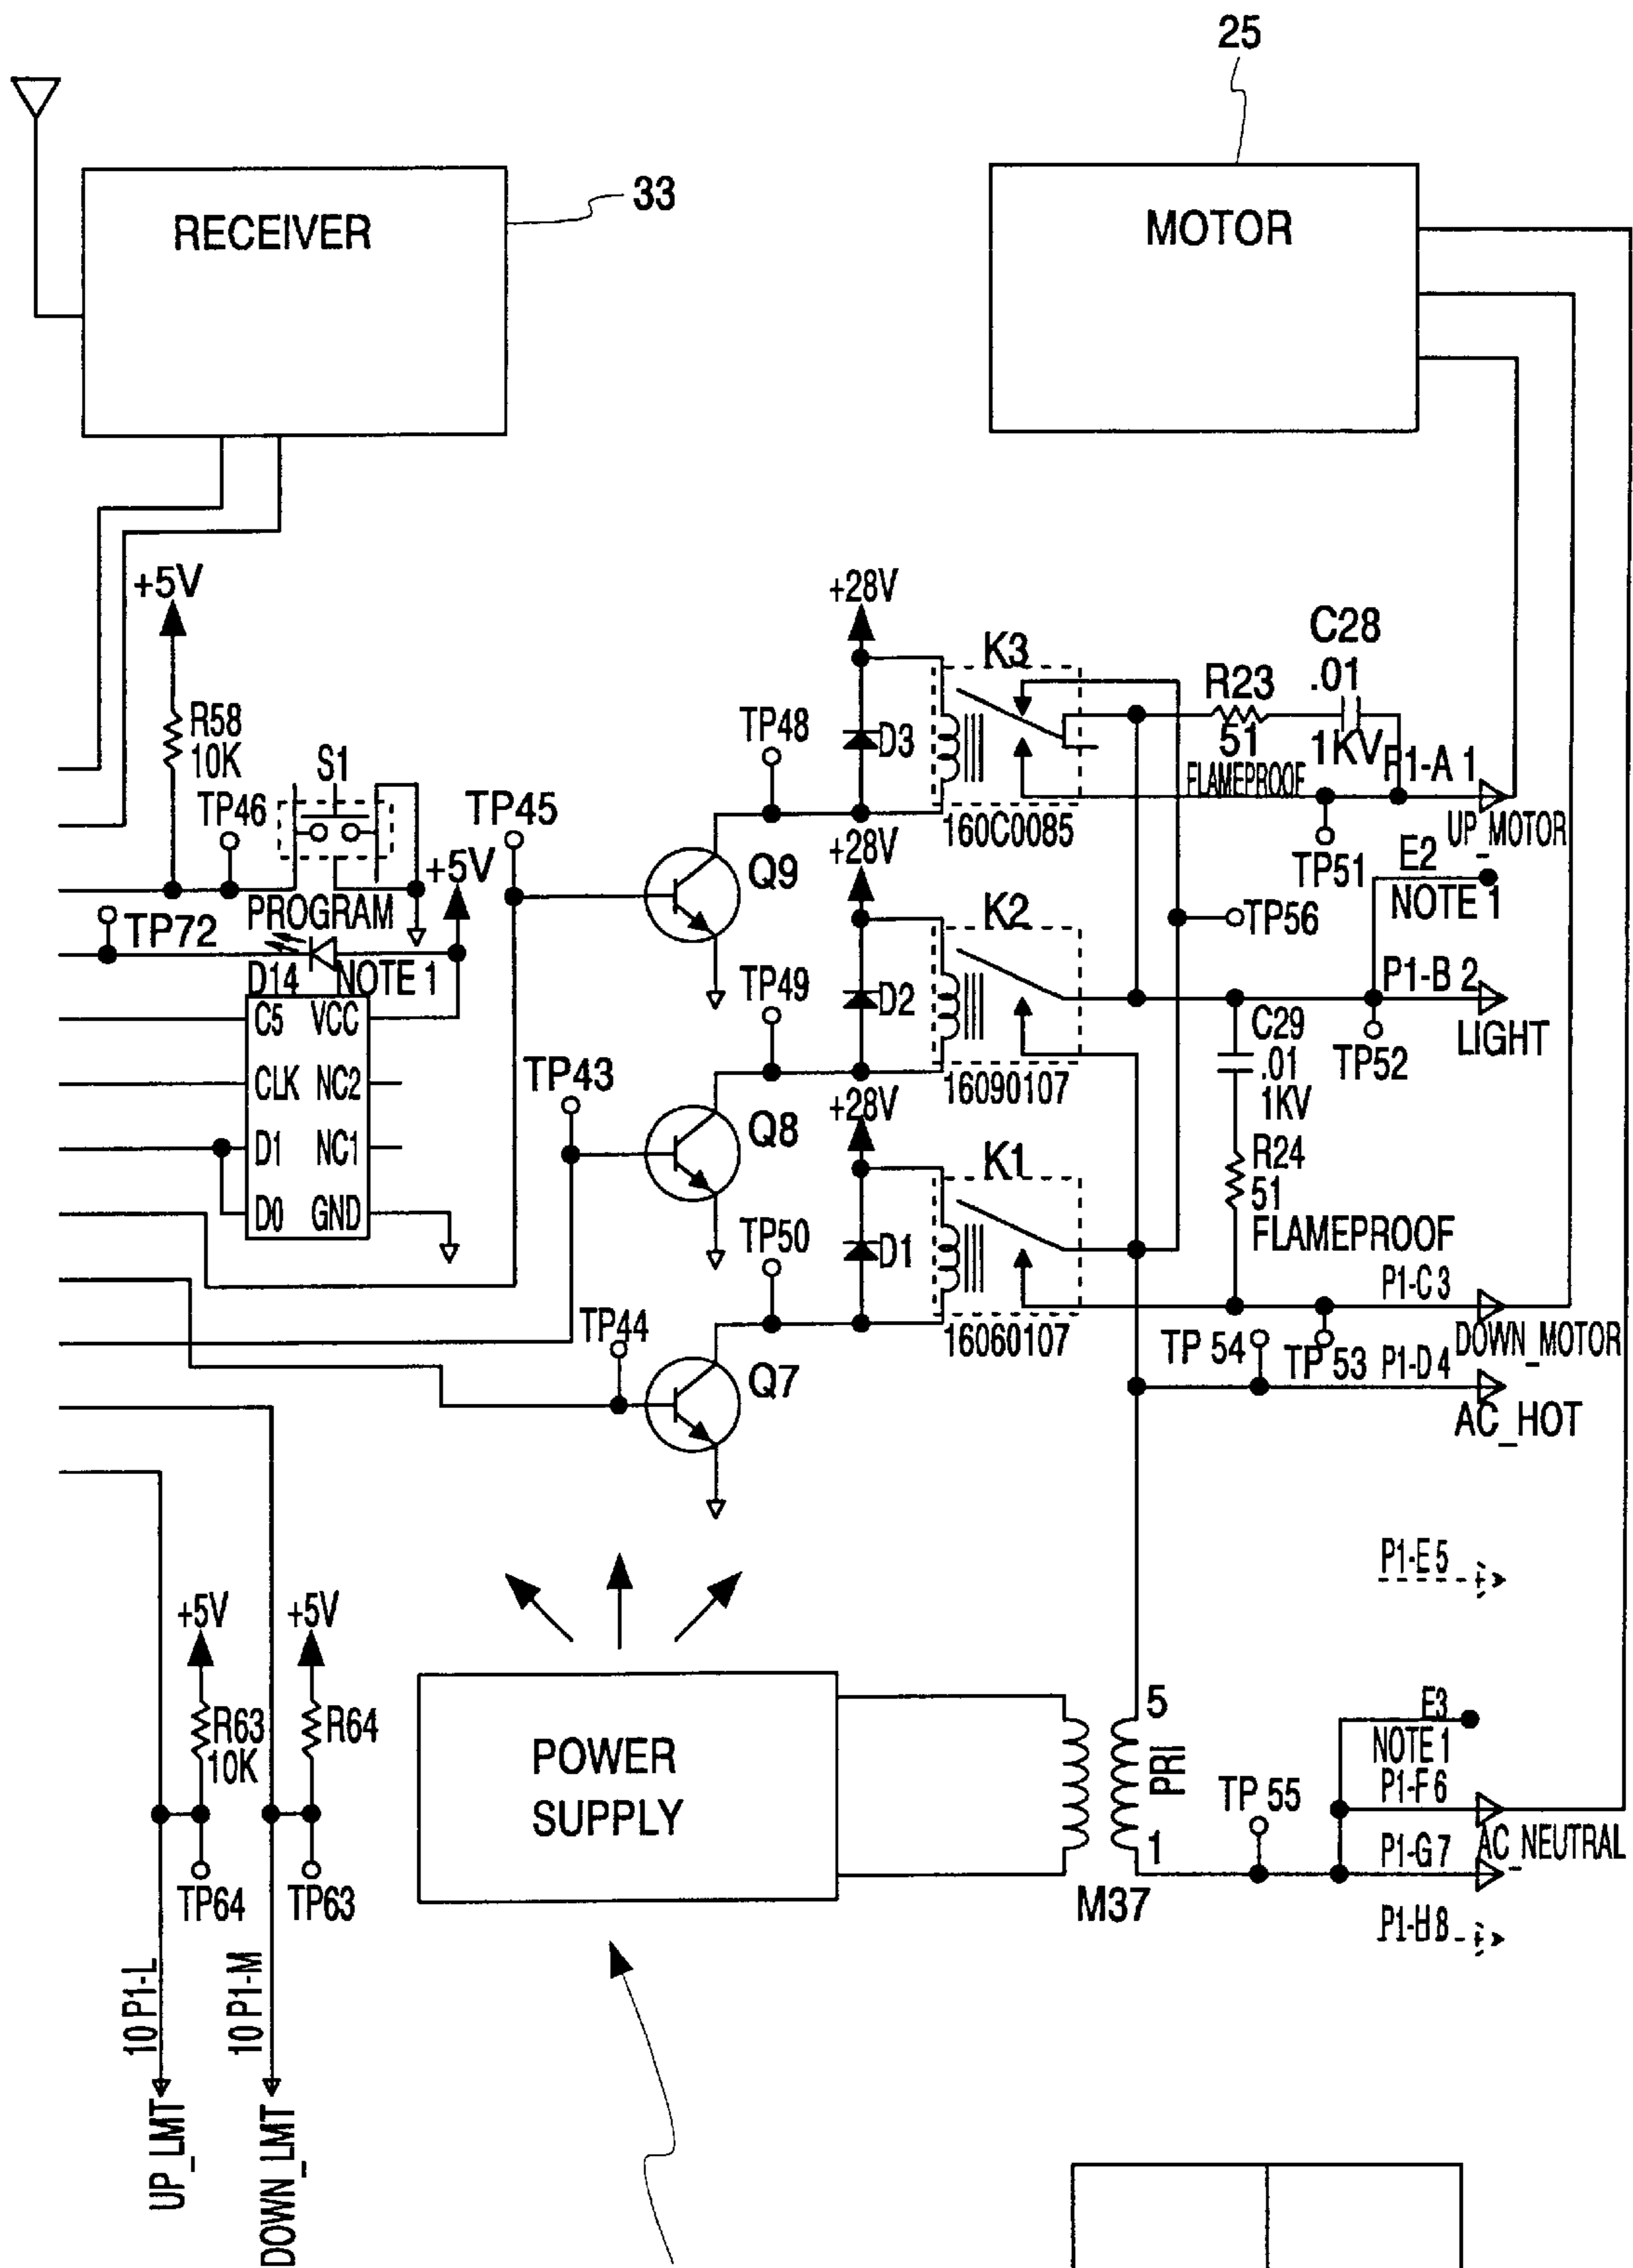 25
33
RECEIVER
MOTOR
+5V
+28V
K3
C28
.01
1KV
R23
51
FLAMEPROOF
P1-A 1
UP_MOTOR
R58
10K
S1
TP46
TP45
TP48
D3
160C0085
+28V
Q9
TP51
E2
NOTE 1
PROGRAM
+5V
TP72
D14
NOTE 1
K2
TP56
P1-B 2
LIGHT
TP49
D2
C5 VCC
CLK NC2
D1 NC1
D0 GND
C29
.01
1KV
TP52
TP43
16090107
+28V
Q8
K1
R24
51
FLAMEPROOF
TP50
D1
P1-C 3
DOWN_MOTOR
16060107
TP44
TP 54
TP 53
P1-D 4
AC_HOT
Q7
P1-E 5
+5V
+5V
R63
10K
R64
POWER
SUPPLY
5
PRI
1
M37
E3
NOTE 1
P1-F 6
AC_NEUTRAL
TP 55
P1-G 7
P1-H 8
TP64
TP63
10 P1-L
10 P1-M
UP_LMT
DOWN_LMT